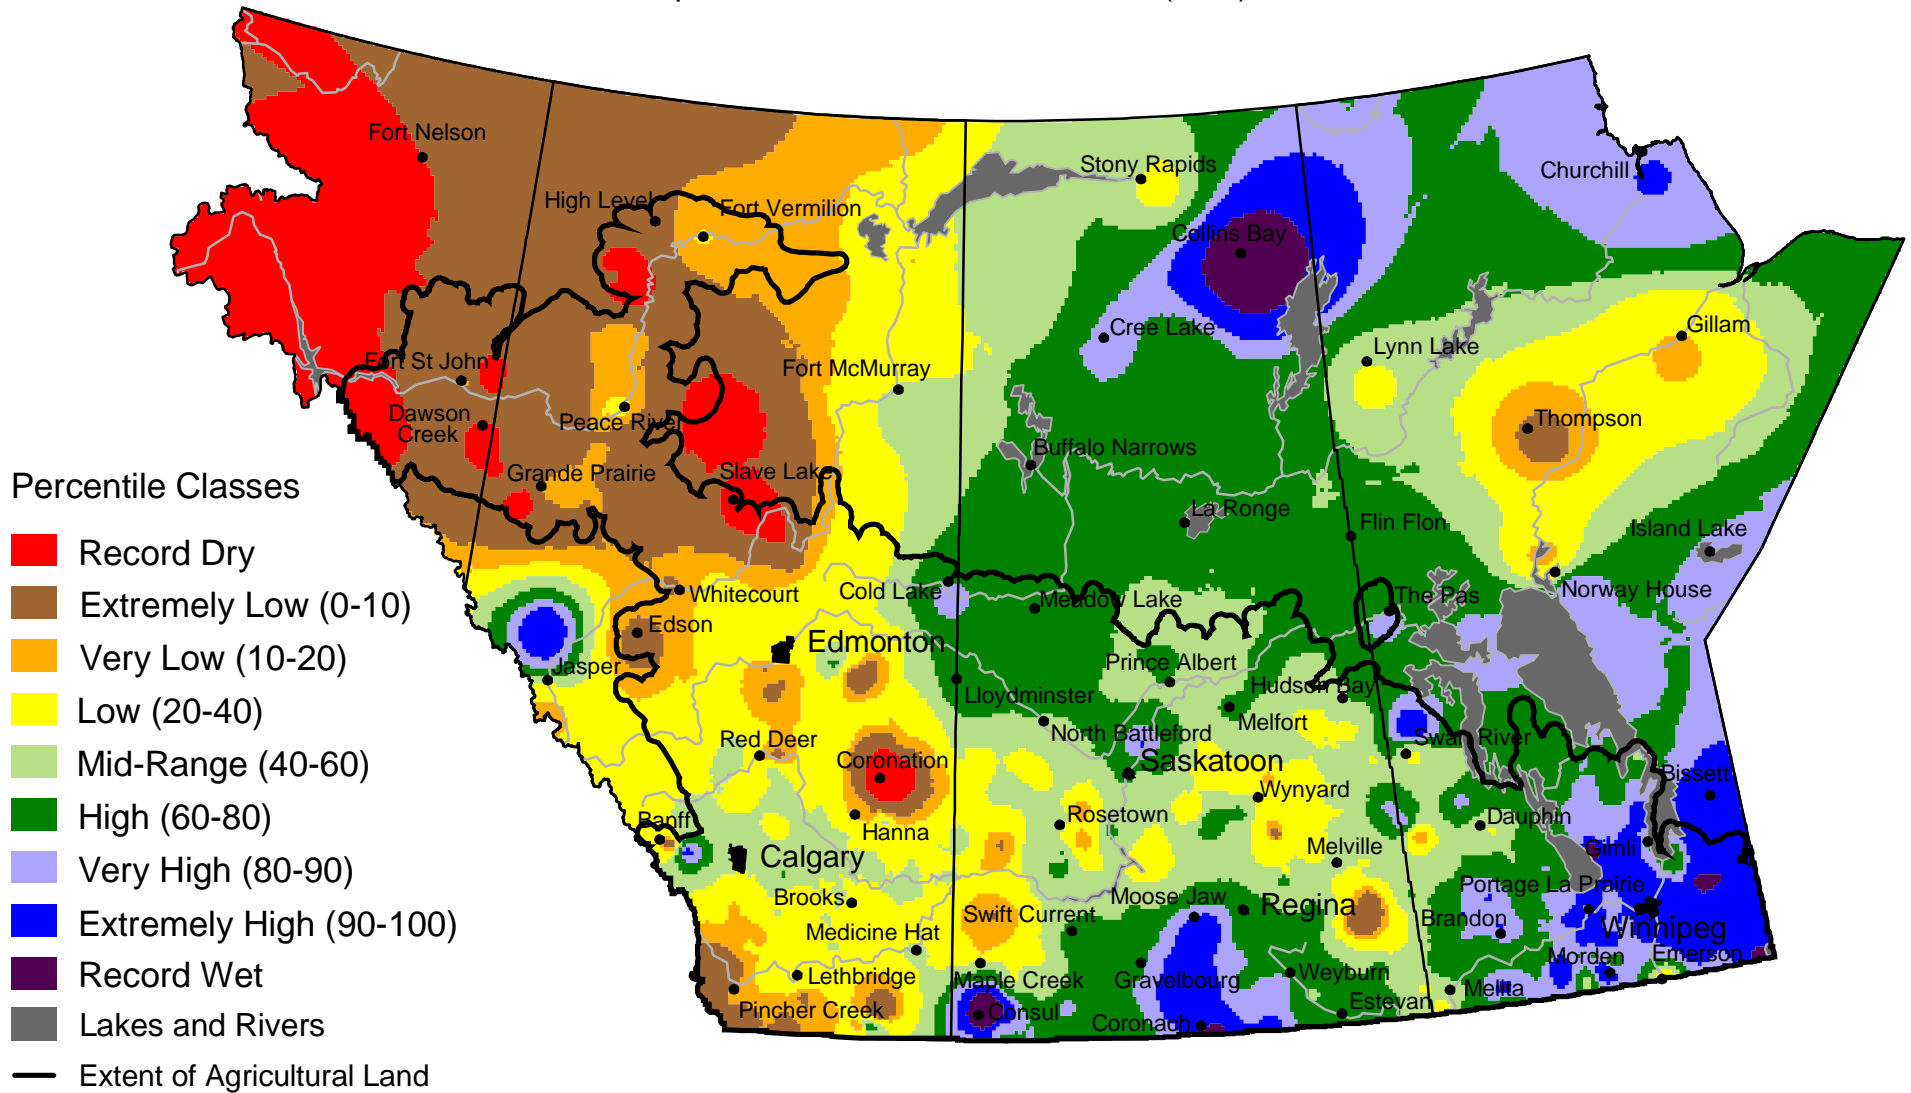 Fort Nelson
Churchill
Stony Rapids
High Level
Fort Vermilion
Collins Bay
Cree Lake
Gillam
Lynn Lake
Fort St John
Fort McMurray
Dawson
Creek
Peace River
Thompson
Buffalo Narrows
Grande Prairie
Slave Lake
La Ronge
Flin Flon
Island Lake
Whitecourt
Cold Lake
Meadow Lake
The Pas
Norway House
Edson
Edmonton
Jasper
Prince Albert
Lloydminster
Hudson Bay
Melfort
North Battleford
Red Deer
Swan River
Coronation
Saskatoon
Bissett
Wynyard
Banff
Hanna
Rosetown
Dauphin
Calgary
Melville
Gimli
Brooks
Moose Jaw
Portage La Prairie
Swift Current
Regina
Brandon
Winnipeg
Medicine Hat
Lethbridge
Maple Creek
Gravelbourg
Weyburn
Morden
Emerson
Pincher Creek
Consul
Coronach
Estevan
Melita
Percentile Classes
Record Dry
Extremely Low (0-10)
Very Low (10-20)
Low (20-40)
Mid-Range (40-60)
High (60-80)
Very High (80-90)
Extremely High (90-100)
Record Wet
Lakes and Rivers
Extent of Agricultural Land